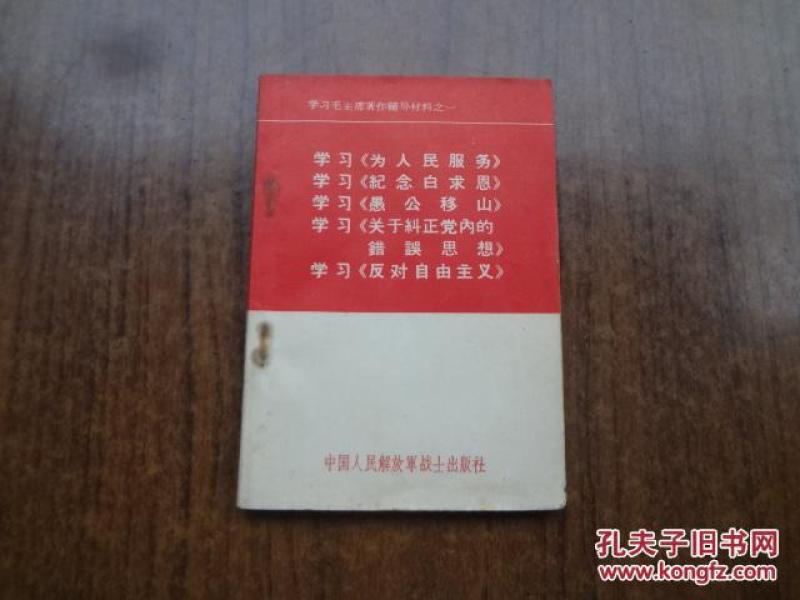 学习毛主席著作辅导材料之一
学习《为人民服务》
学习《紀念白求恩》
学习《愚公移山》
学习《关于糾正党內的
錯誤思想》
学习《反对自由主义》
中国人民解放軍战士出版社
孔夫子旧书网
www.kongfz.com